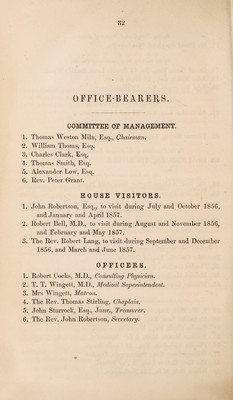 32
OFFICE-BEARERS.
COMMITTEE OF MANAGEMENT.
1. Thomas Weston Miln, Esq., Chairman.
2. William Thoms, Esq.
3. Charles Clark, Esq.
4. Thomas Smith, Esq.
5. Alexander Low, Esq.
6. Rev. Peter Grant.
HOUSE VISITORS.
1. John Robertson, Esq., to visit during July and October 1856,
and January and April 1857.
2. Robert Bell, M.D., to visit during August and November 1856,
and February and May 1857.
3. The Rev. Robert Lang, to visit during September and December
1856, and March and June 1857.
OFFICERS.
1. Robert Cocks, M.D., Consulting Physician.
2. T. T. Wingett, M.D., Medical Superintendent.
3. Mrs Wingett, Matron.
4. The Rev. Thomas Stirling, Chaplain.
5. John Sturrock, Esq., Junr., Treasurer.
6. The Rev. John Robertson, Secretary.